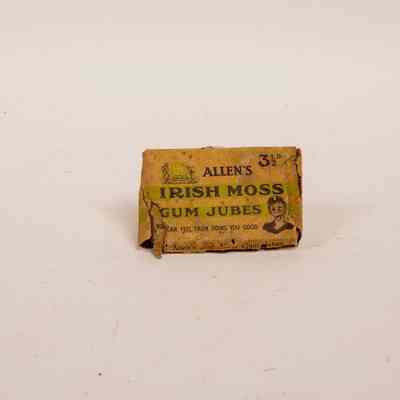 ALLEN'S
3½D.
IRISH MOSS
GUM JUBES
YOU CAN FEEL THEM DOING YOU GOOD